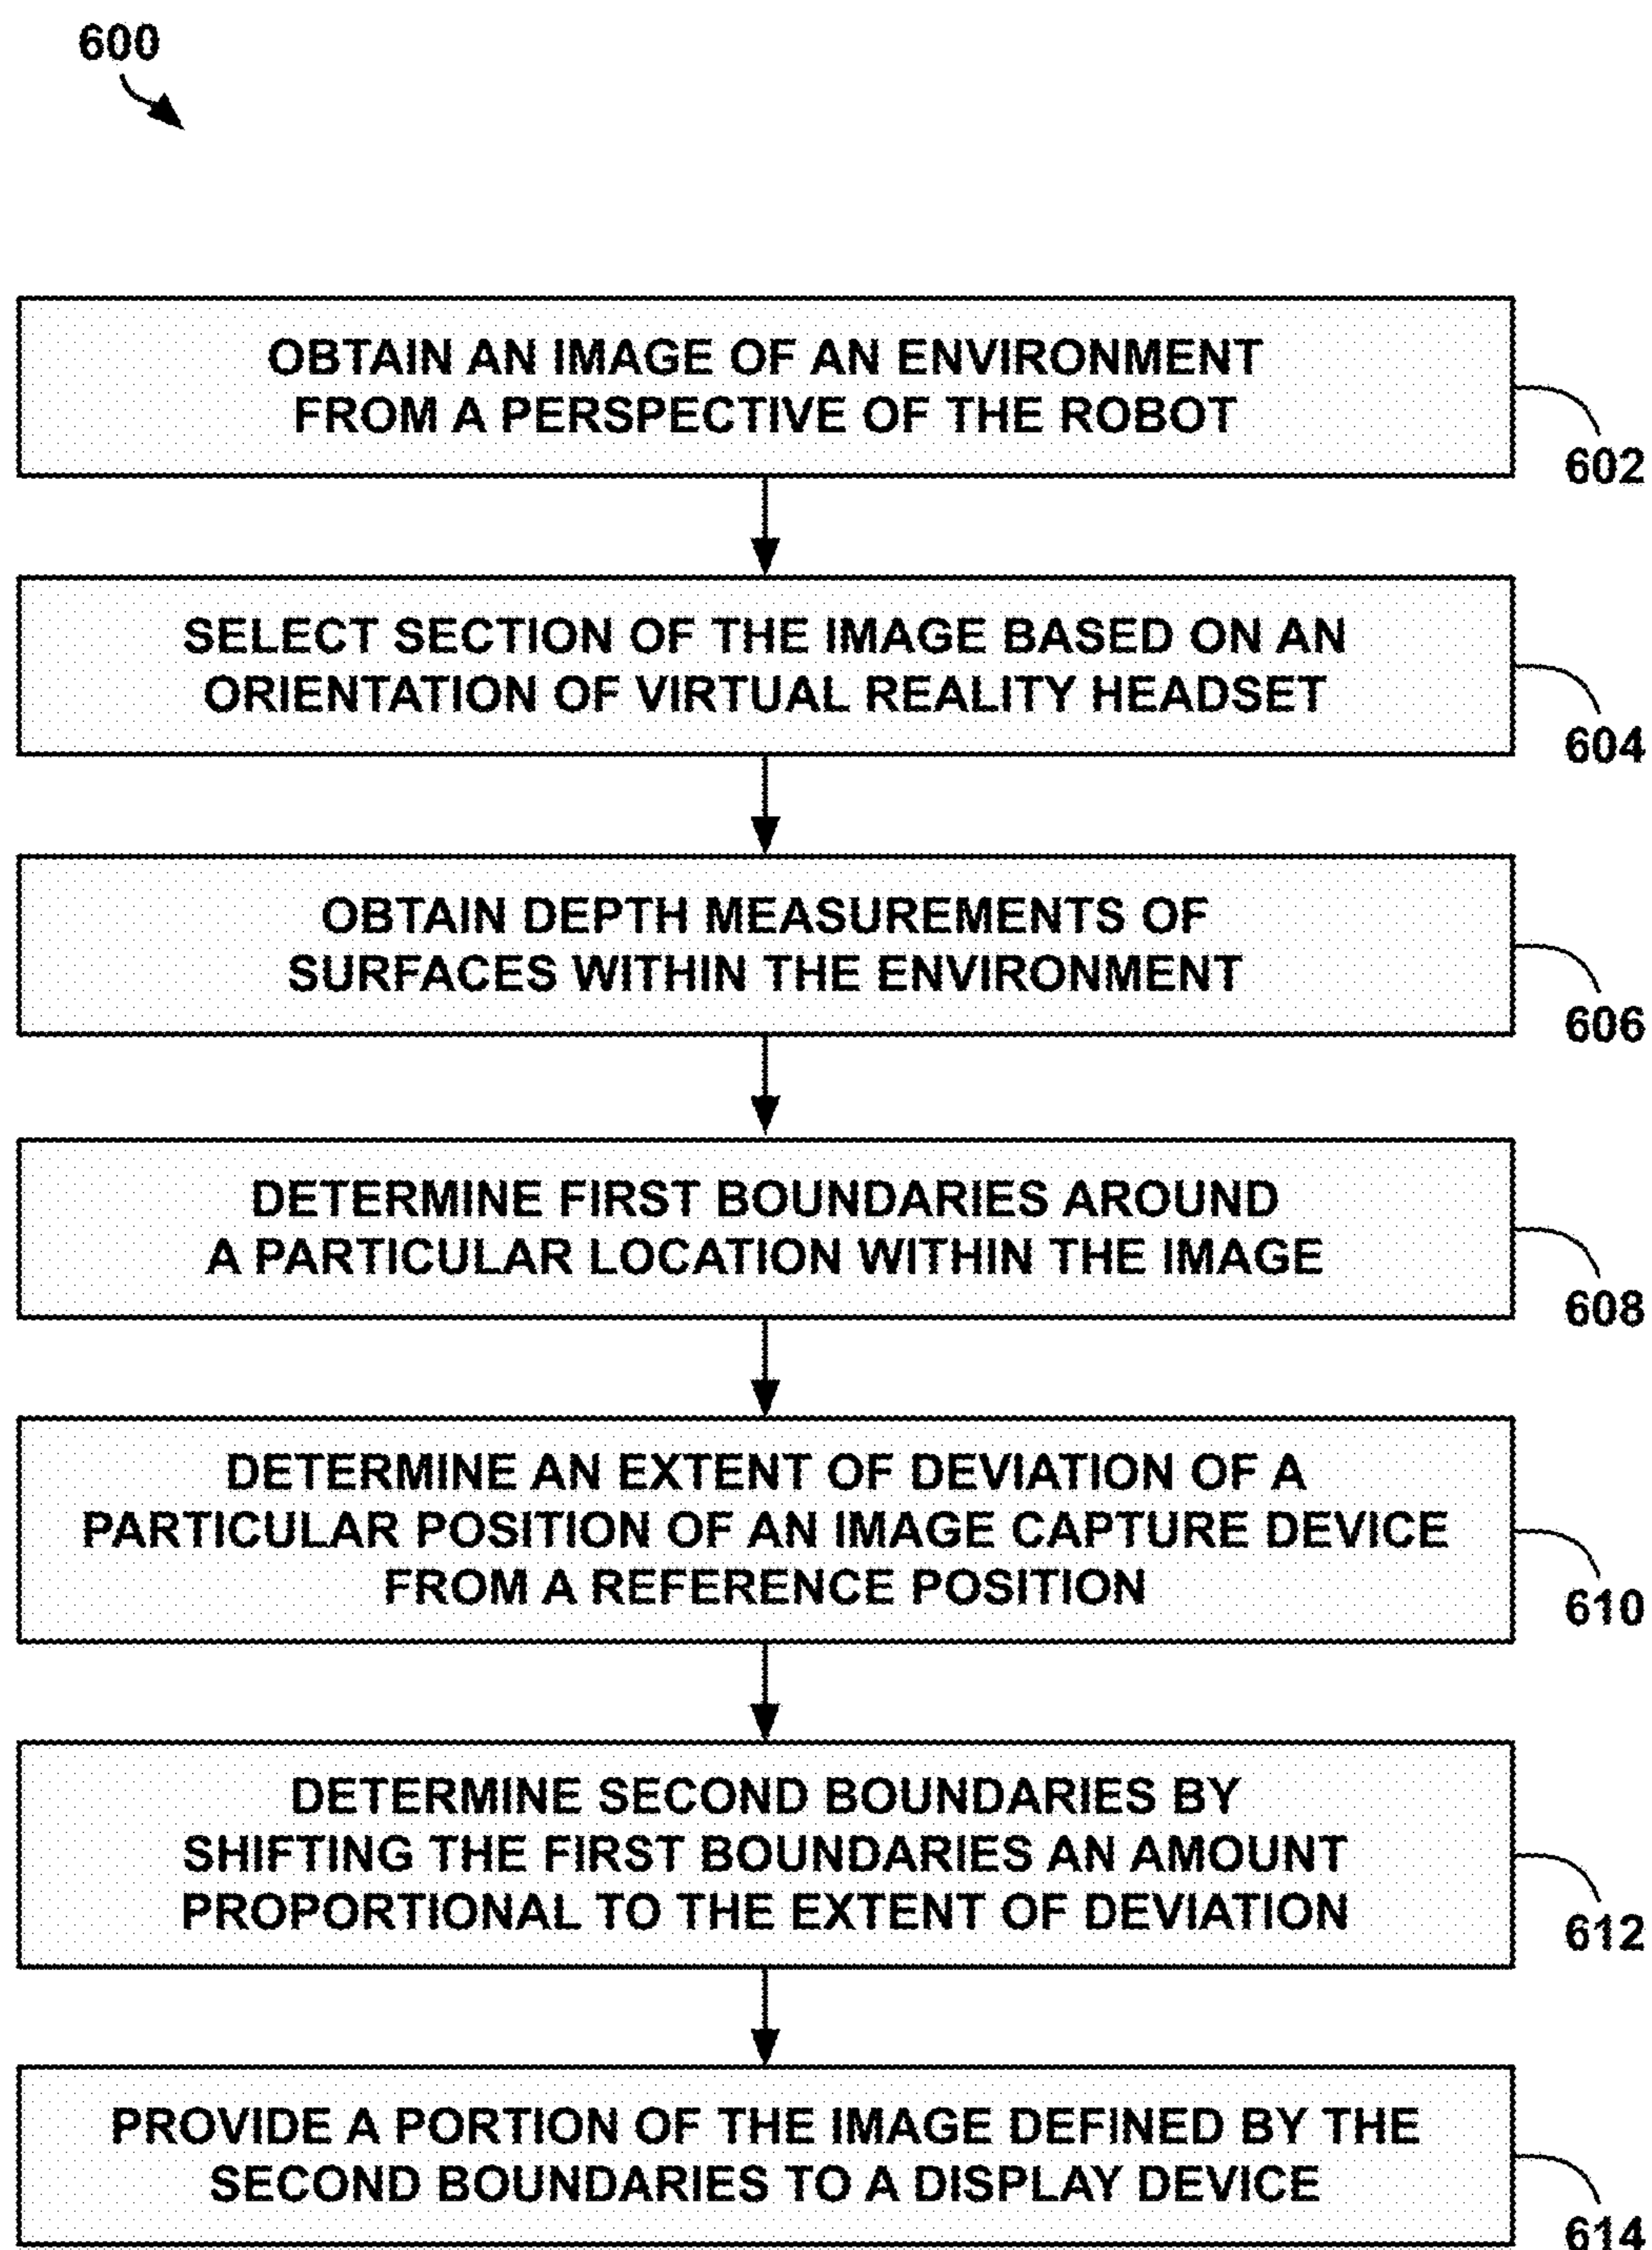 600
OBTAIN AN IMAGE OF AN ENVIRONMENT
FROM A PERSPECTIVE OF THE ROBOT
602
SELECT SECTION OF THE IMAGE BASED ON AN
ORIENTATION OF VIRTUAL REALITY HEADSET
604
OBTAIN DEPTH MEASUREMENTS OF
SURFACES WITHIN THE ENVIRONMENT
606
DETERMINE FIRST BOUNDARIES AROUND
A PARTICULAR LOCATION WITHIN THE IMAGE
608
DETERMINE AN EXTENT OF DEVIATION OF A
PARTICULAR POSITION OF AN IMAGE CAPTURE DEVICE
FROM A REFERENCE POSITION
610
DETERMINE SECOND BOUNDARIES BY
SHIFTING THE FIRST BOUNDARIES AN AMOUNT
PROPORTIONAL TO THE EXTENT OF DEVIATION
612
PROVIDE A PORTION OF THE IMAGE DEFINED BY THE
SECOND BOUNDARIES TO A DISPLAY DEVICE
614